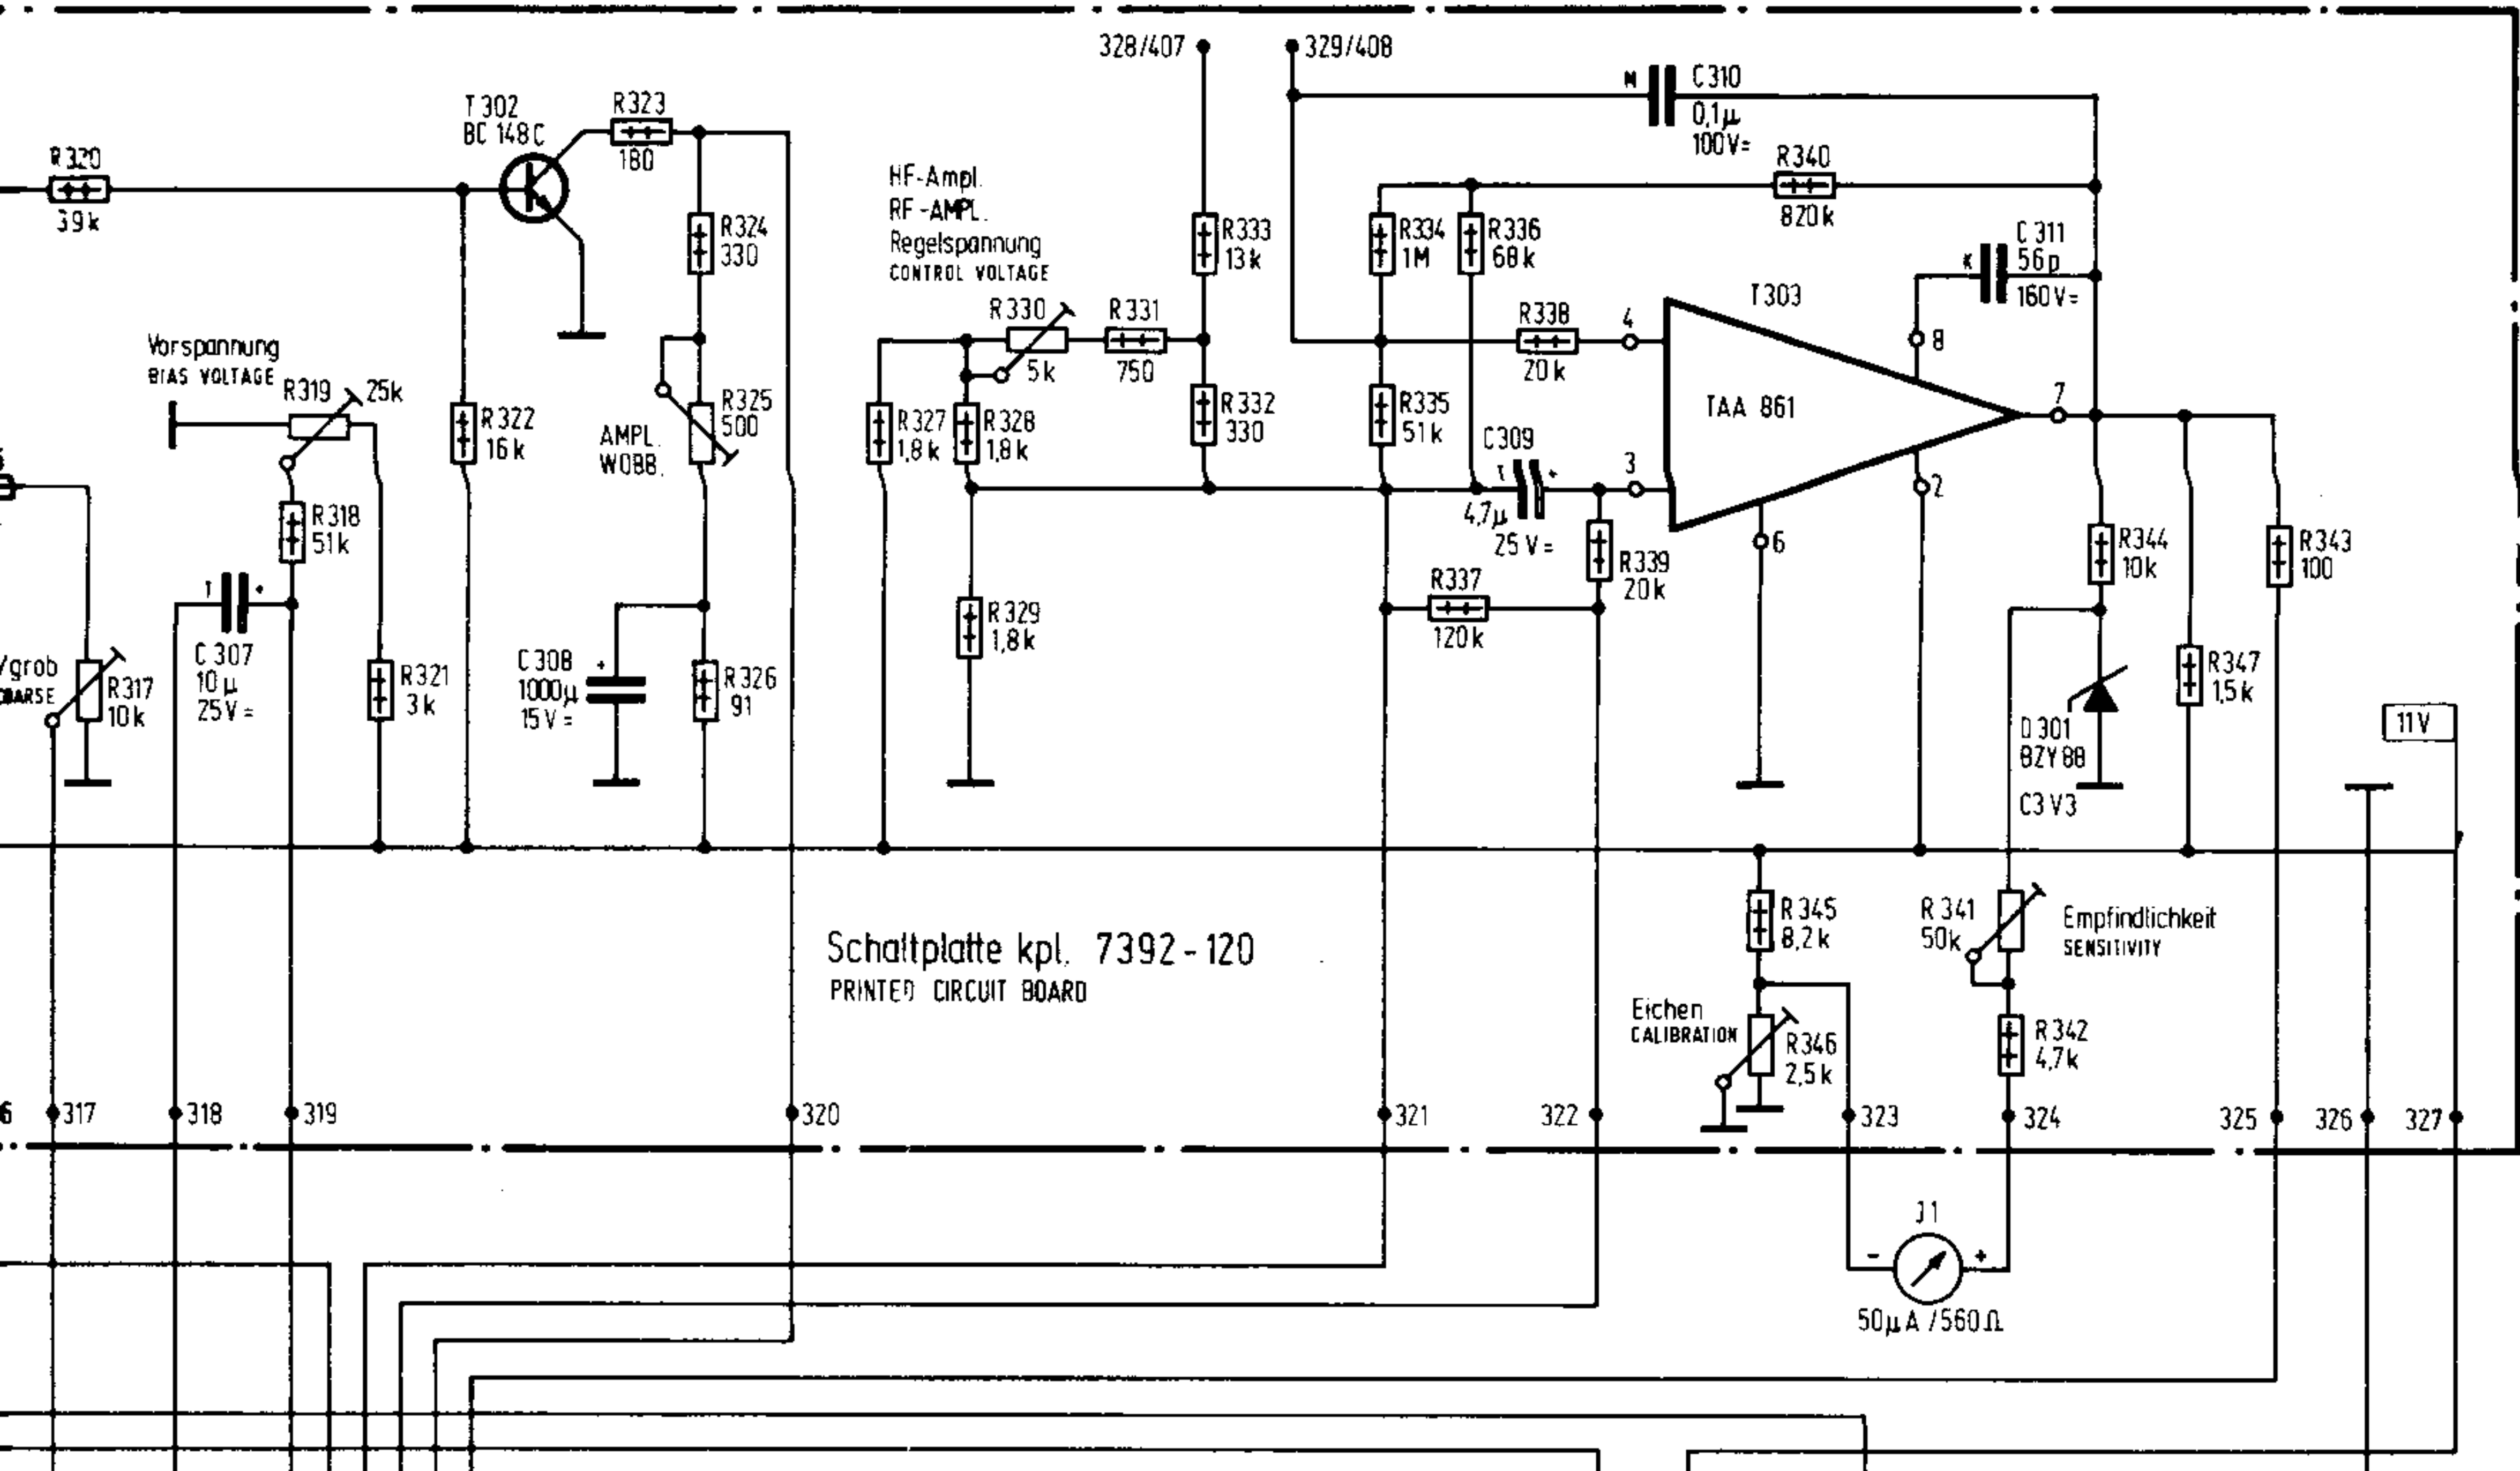 328/407
329/408
M
C310
0,1µ
100V=
T302
BC 148C
R323
180
R320
39k
R340
820k
HF-Ampl.
RF-AMPL.
Regelspannung
CONTROL VOLTAGE
R324
330
R333
13k
R334
1M
R336
68k
K
C311
56p
160V=
T303
R330
5k
R331
750
R338
20k
4
8
Vorspannung
BIAS VOLTAGE
R319
25k
R322
16k
AMPL.
WOBB.
R325
500
R327
1,8k
R328
1,8k
R332
330
R335
51k
C309
T
+
4,7µ
25V=
3
TAA 861
7
2
6
R318
51k
R339
20k
R337
120k
R344
10k
R343
100
T
+
C307
10µ
25V=
R329
1,8k
/grob
R317
10k
R321
3k
C308
+
1000µ
15V=
R326
91
R347
1,5k
D301
BZY88
C3V3
11V
Schaltplatte kpl. 7392-120
PRINTED CIRCUIT BOARD
R345
8,2k
R341
50k
Empfindlichkeit
SENSITIVITY
Eichen
CALIBRATION
R346
2,5k
R342
4,7k
6
317
318
319
320
321
322
323
324
325
326
327
J1
-
+
50µA/560Ω